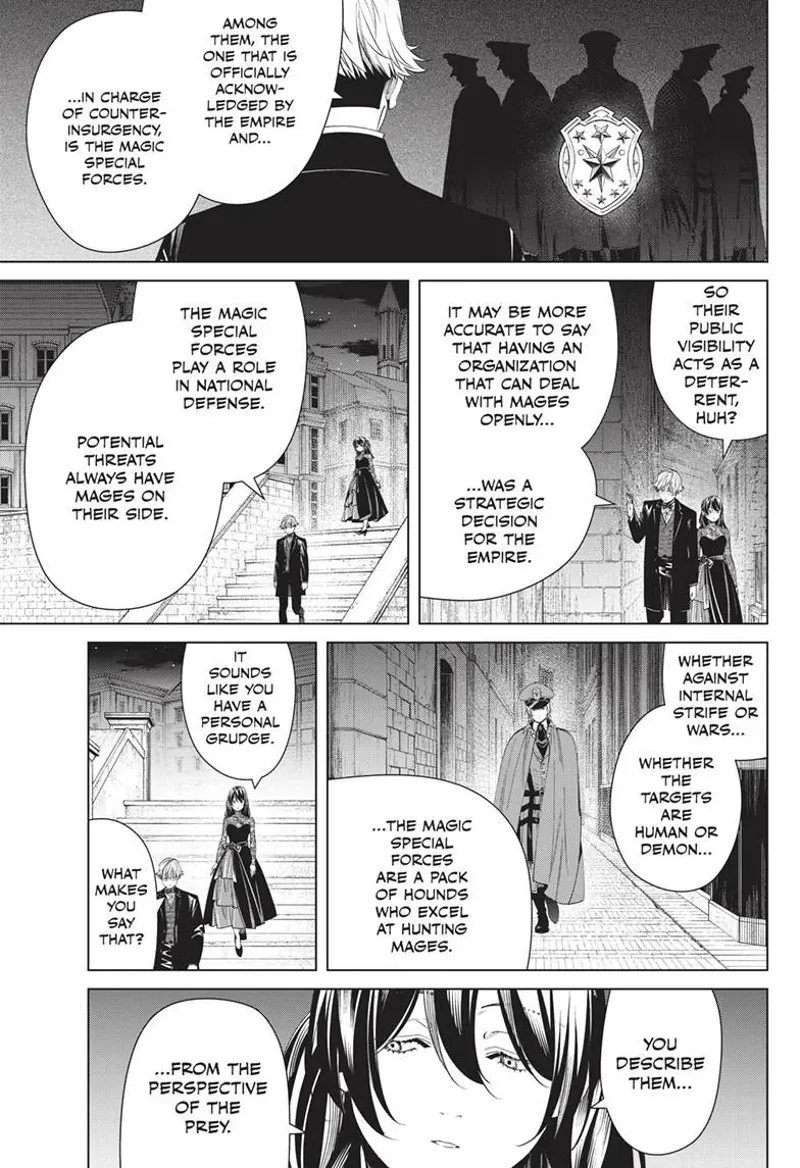 AMONG
THEM, THE
ONE THAT IS
OFFICIALLY
ACKNOW-
LEDGED BY
THE EMPIRE
AND...
...IN CHARGE
OF COUNTER-
INSURGENCY,
IS THE MAGIC
SPECIAL
FORCES.
SO
THEIR
PUBLIC
VISIBILITY
ACTS AS A
DETER-
RENT,
HUH?
IT MAY BE MORE
ACCURATE TO SAY
THAT HAVING AN
ORGANIZATION
THAT CAN DEAL
WITH MAGES
OPENLY...
...WAS A
STRATEGIC
DECISION
FOR THE
EMPIRE.
THE MAGIC
SPECIAL
FORCES
PLAY A ROLE
IN NATIONAL
DEFENSE.
POTENTIAL
THREATS
ALWAYS HAVE
MAGES ON
THEIR SIDE.
WHETHER
AGAINST
INTERNAL
STRIFE OR
WARS...
WHETHER
THE
TARGETS
ARE
HUMAN OR
DEMON...
...THE MAGIC
SPECIAL
FORCES
ARE A PACK
OF HOUNDS
WHO EXCEL
AT HUNTING
MAGES.
IT
SOUNDS
LIKE YOU
HAVE A
PERSONAL
GRUDGE.
WHAT
MAKES
YOU
SAY
THAT?
YOU
DESCRIBE
THEM...
...FROM THE
PERSPECTIVE
OF THE
PREY.